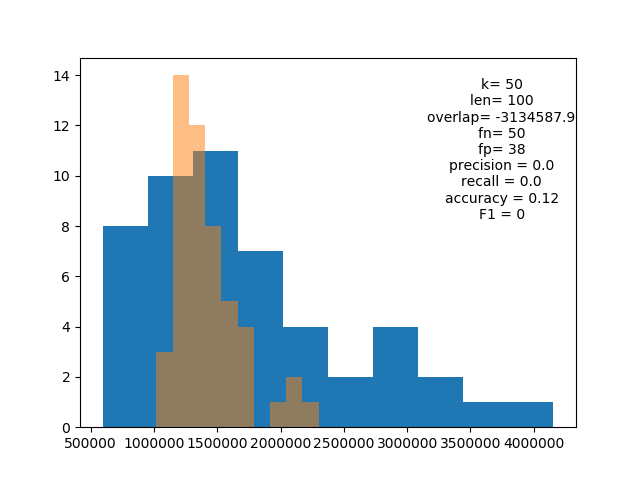 14
12
10
8
6
4
2
0
k= 50
len= 100
overlap= -3134587.9
fn= 50
fp= 38
precision = 0.0
recall = 0.0
accuracy = 0.12
F1 = 0
500000 1000000 1500000 2000000 2500000 3000000 3500000 4000000